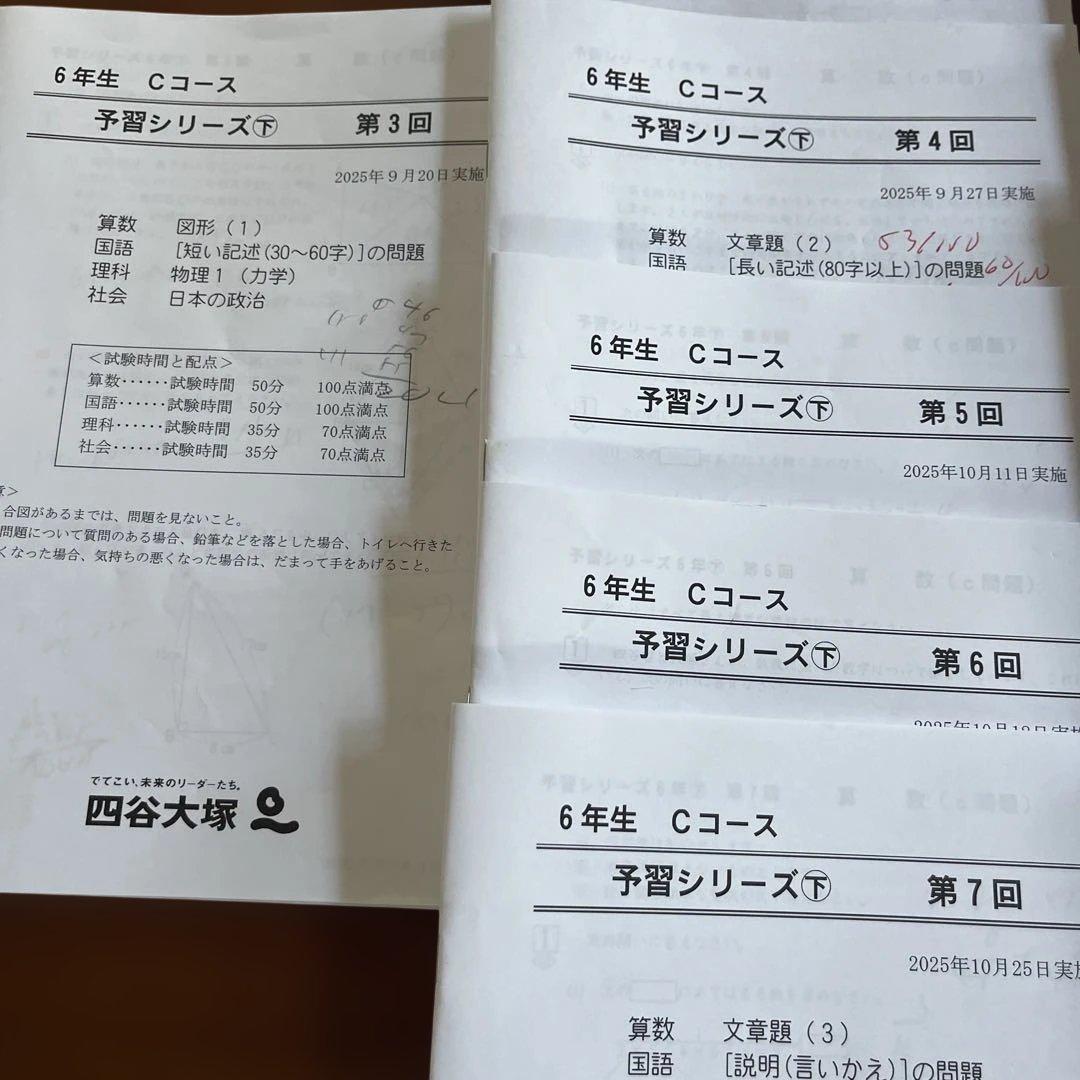 6年生 Cコース
予習シリーズ㊦ 第3回
2025年9月20日実施
算数 図形(1)
国語 [短い記述(30～60字)]の問題
理科 物理1(力学)
社会 日本の政治
＜試験時間と配点＞
算数‥‥‥試験時間 50分 100点満点
国語‥‥‥試験時間 50分 100点満点
理科‥‥‥試験時間 35分 70点満点
社会‥‥‥試験時間 35分 70点満点
意＞
合図があるまでは、問題を見ないこと。
問題について質問のある場合、鉛筆などを落とした場合、トイレへ行きた
くなった場合、気持ちの悪くなった場合は、だまって手をあげること。
でてこい、未来のリーダーたち。
四谷大塚
6年生 Cコース
予習シリーズ㊦ 第4回
2025年9月27日実施
算数 文章題(2) 53/100
国語 [長い記述(80字以上)]の問題 60/100
6年生 Cコース
予習シリーズ㊦ 第5回
2025年10月11日実施
6年生 Cコース
予習シリーズ㊦ 第6回
6年生 Cコース
予習シリーズ㊦ 第7回
2025年10月25日実施
算数 文章題(3)
国語 [説明(言いかえ)]の問題